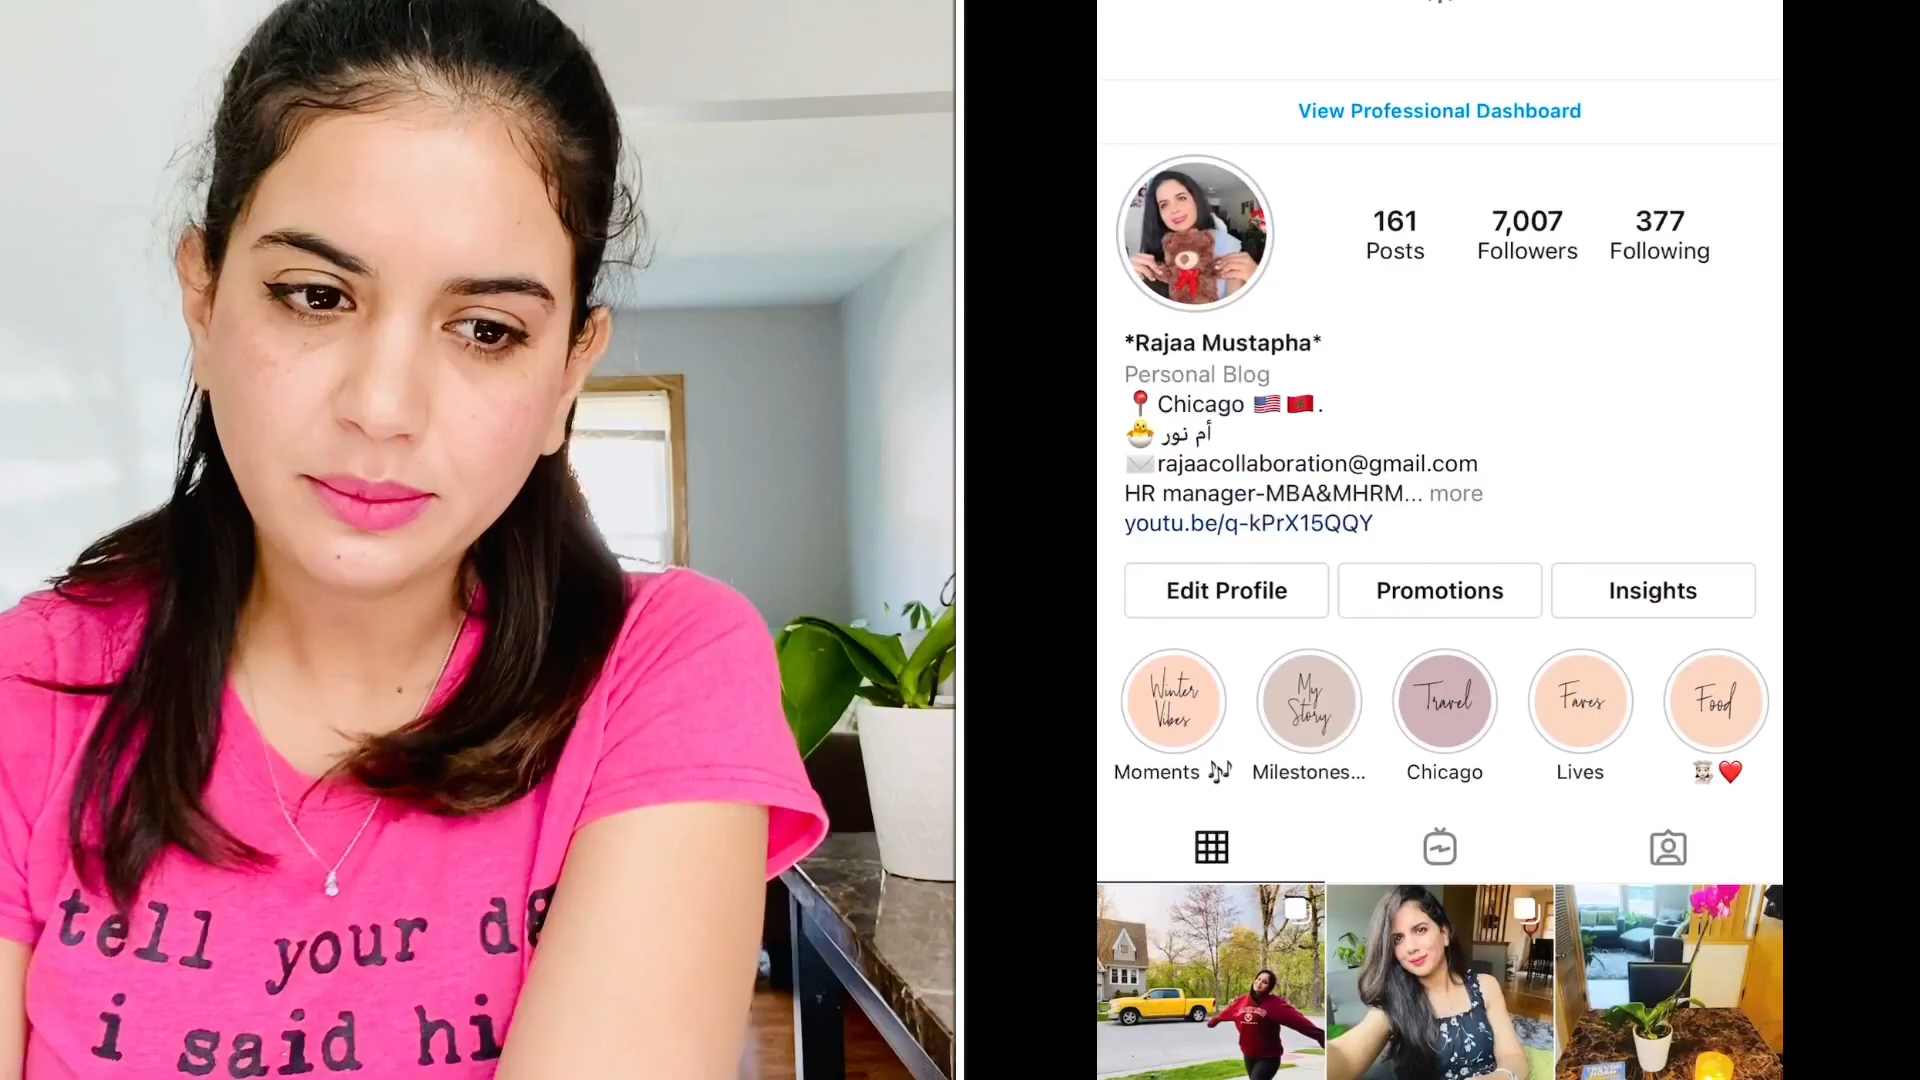 tell your d
i said hi
View Professional Dashboard
161
Posts
7,007
Followers
377
Following
*Rajaa Mustapha*
Personal Blog
📍 Chicago 🇺🇸 🇲🇦 .
🐣 أم نور
✉️rajaacollaboration@gmail.com
HR manager-MBA&MHRM... more
youtu.be/q-kPrX15QQY
Edit Profile
Promotions
Insights
Winter
Vibes
My
Story
Travel
Faves
Food
Moments 🎶
Milestones...
Chicago
Lives
👩🏻‍🍳❤️